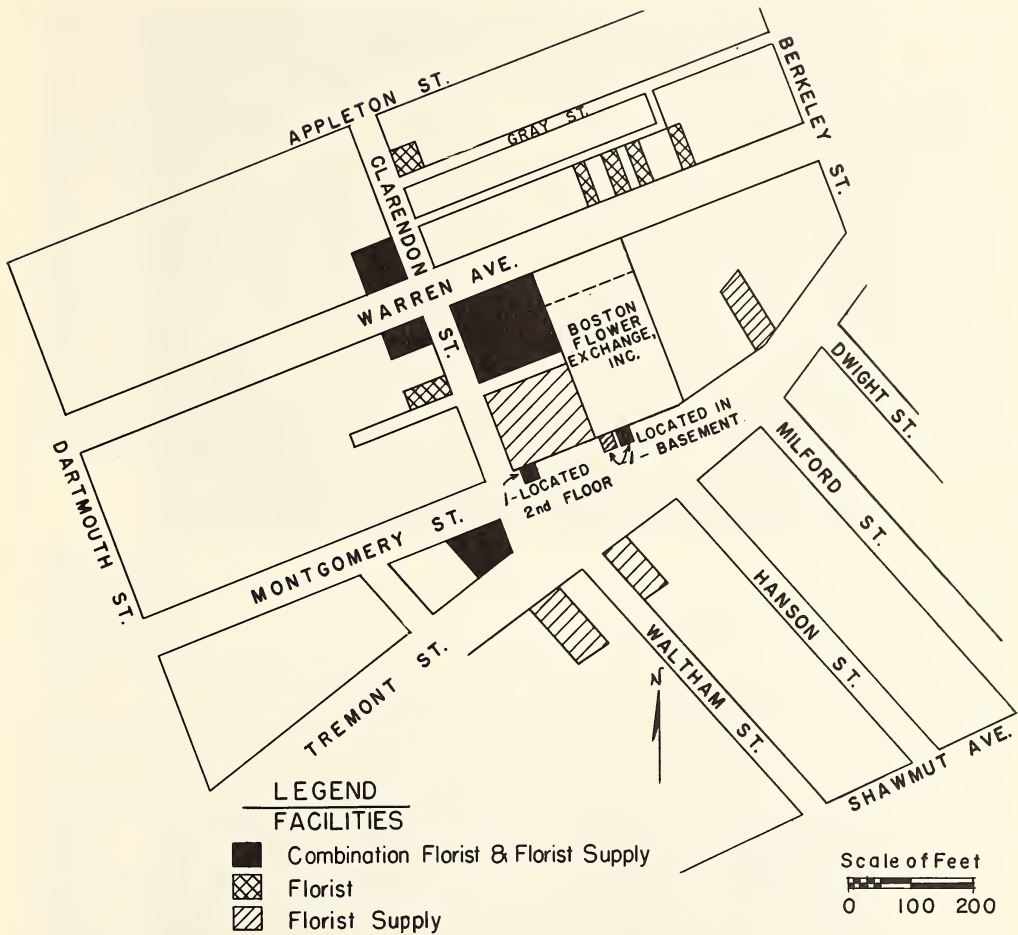 APPLETON ST.
BERKELEY ST.
GRAY ST.
CLARENDON ST.
WARREN AVE.
BOSTON
FLOWER
EXCHANGE,
INC.
DWIGHT ST.
1-LOCATED IN
BASEMENT
1-LOCATED
2nd FLOOR
MILFORD ST.
DARTMOUTH ST.
MONTGOMERY ST.
HANSON ST.
WALTHAM ST.
TREMONT ST.
N
SHAWMUT AVE.
LEGEND
FACILITIES
Combination Florist & Florist Supply
Florist
Florist Supply
Scale of Feet
0 100 200